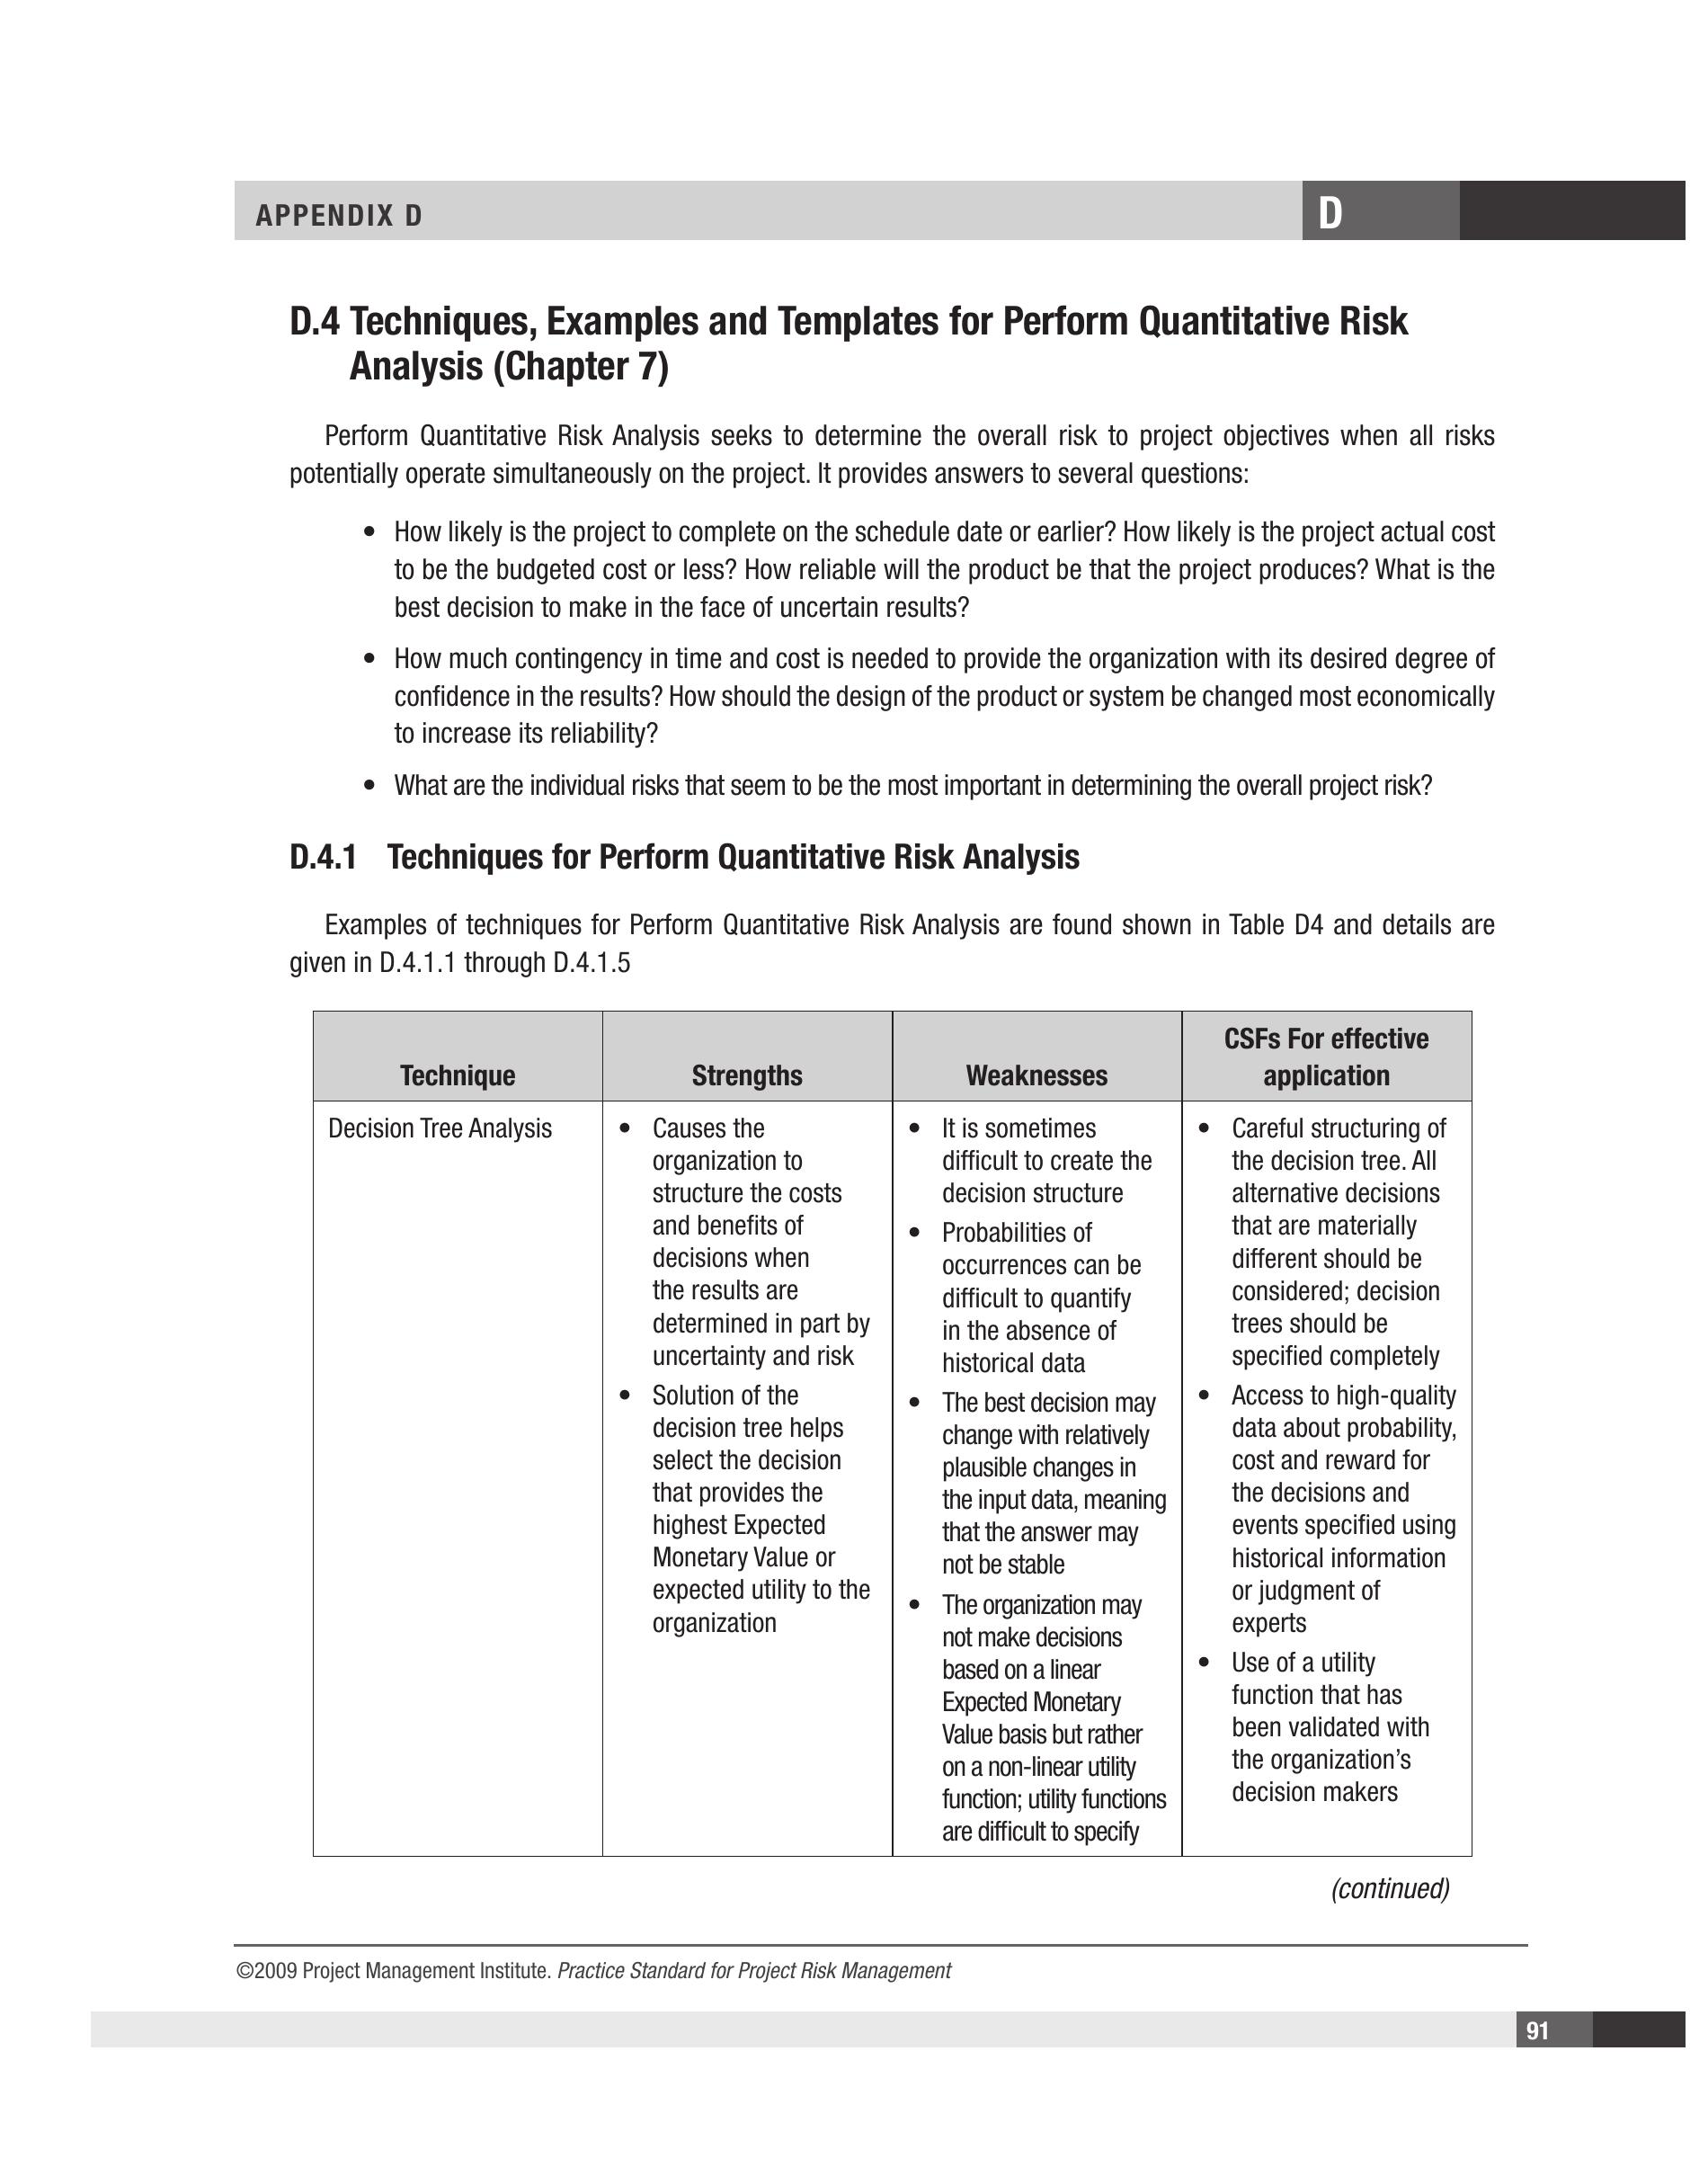 APPENDIX D
D
D.4 Techniques, Examples and Templates for Perform Quantitative Risk
Analysis (Chapter 7)
Perform Quantitative Risk Analysis seeks to determine the overall risk to project objectives when all risks
potentially operate simultaneously on the project. It provides answers to several questions:
• How likely is the project to complete on the schedule date or earlier? How likely is the project actual cost
to be the budgeted cost or less? How reliable will the product be that the project produces? What is the
best decision to make in the face of uncertain results?
• How much contingency in time and cost is needed to provide the organization with its desired degree of
confidence in the results? How should the design of the product or system be changed most economically
to increase its reliability?
• What are the individual risks that seem to be the most important in determining the overall project risk?
D.4.1 Techniques for Perform Quantitative Risk Analysis
Examples of techniques for Perform Quantitative Risk Analysis are found shown in Table D4 and details are
given in D.4.1.1 through D.4.1.5
Technique
Strengths
Weaknesses
CSFs For effective
application
Decision Tree Analysis
• Causes the
organization to
structure the costs
and benefits of
decisions when
the results are
determined in part by
uncertainty and risk
• Solution of the
decision tree helps
select the decision
that provides the
highest Expected
Monetary Value or
expected utility to the
organization
• It is sometimes
difficult to create the
decision structure
• Probabilities of
occurrences can be
difficult to quantify
in the absence of
historical data
• The best decision may
change with relatively
plausible changes in
the input data, meaning
that the answer may
not be stable
• The organization may
not make decisions
based on a linear
Expected Monetary
Value basis but rather
on a non-linear utility
function; utility functions
are difficult to specify
• Careful structuring of
the decision tree. All
alternative decisions
that are materially
different should be
considered; decision
trees should be
specified completely
• Access to high-quality
data about probability,
cost and reward for
the decisions and
events specified using
historical information
or judgment of
experts
• Use of a utility
function that has
been validated with
the organization's
decision makers
(continued)
©2009 Project Management Institute. Practice Standard for Project Risk Management
91